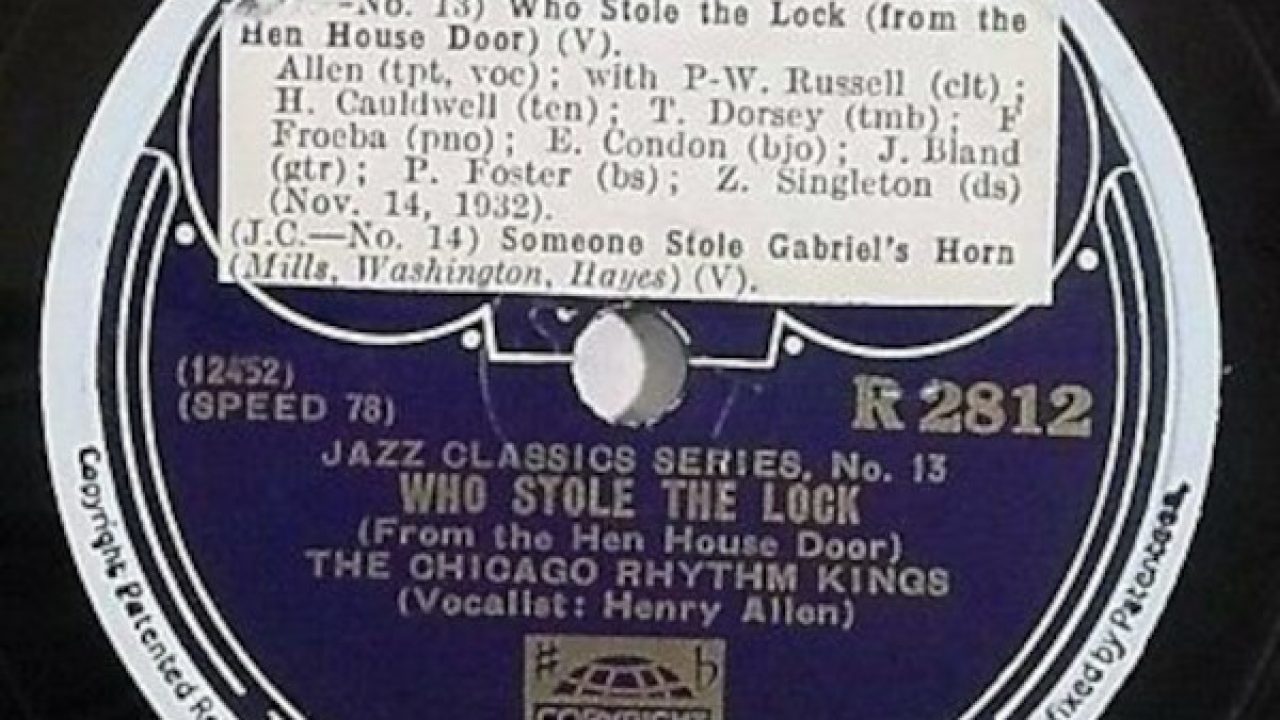 -No. 13) Who Stole the Lock (from the
Hen House Door) (V).
Allen (tpt, voc); with P-W. Russell (clt);
H. Cauldwell (ten); T. Dorsey (tmb); F
Froeba (pno); E. Condon (bjo); J. Bland
(gtr); P. Foster (bs); Z. Singleton (ds)
(Nov. 14, 1932).
(J.C.—No. 14) Someone Stole Gabriel's Horn
(Mills, Washington, Hayes) (V).
(12452)
(SPEED 78)
R 2812
JAZZ CLASSICS SERIES, No. 13
WHO STOLE THE LOCK
(From the Hen House Door)
THE CHICAGO RHYTHM KINGS
(Vocalist: Henry Allen)
♯ ♭
COPYRIGHT
Copyright Patented
fixed by Patentees,